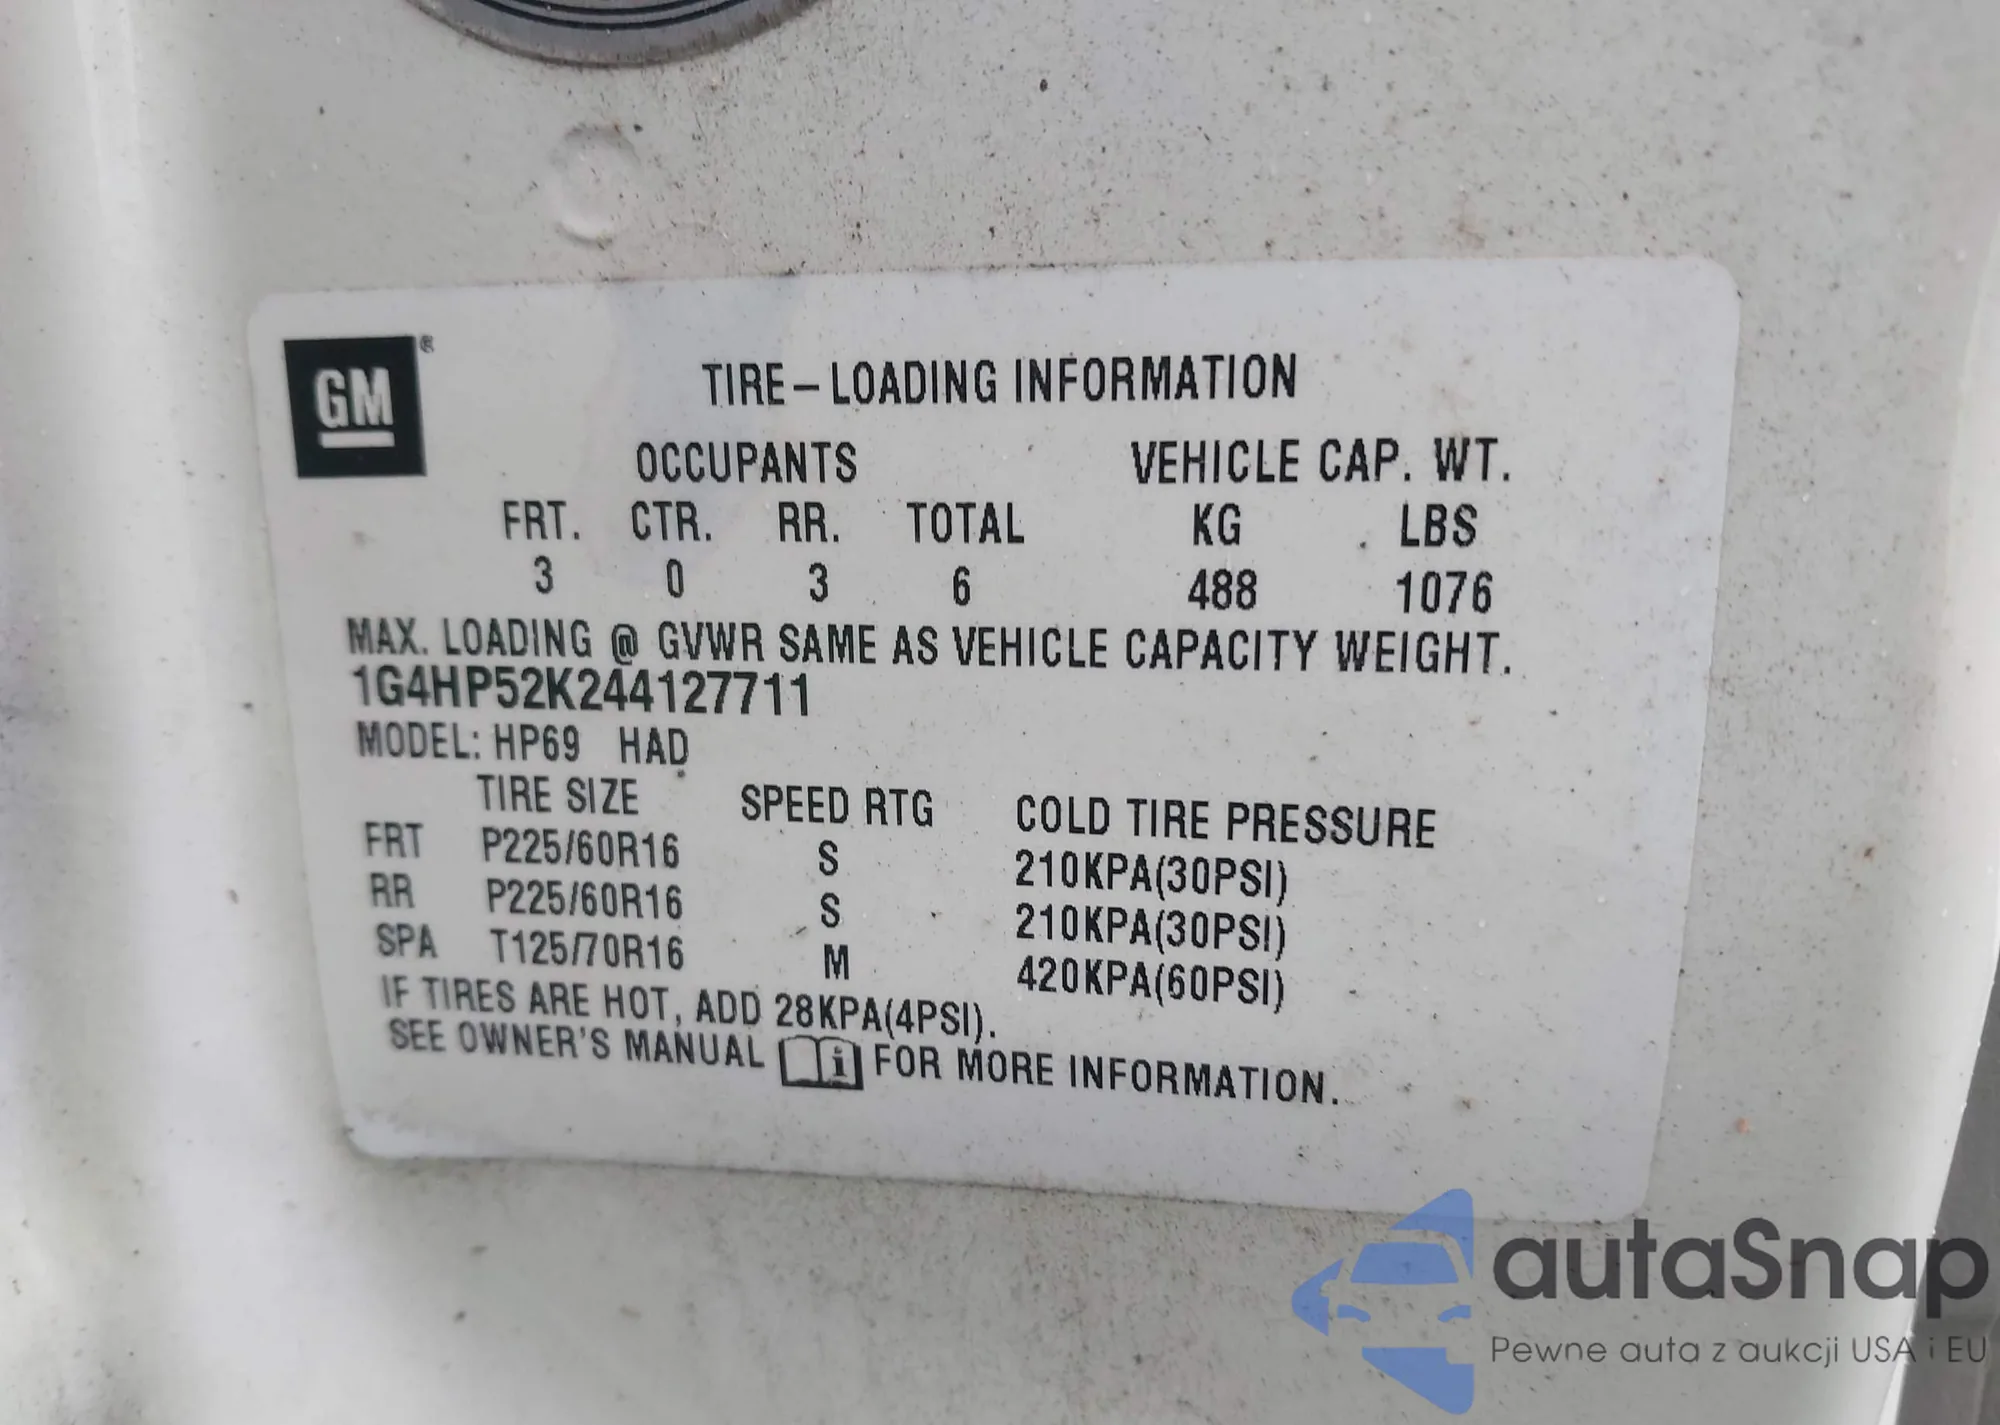 GM®
TIRE–LOADING INFORMATION
OCCUPANTS VEHICLE CAP. WT.
FRT. CTR. RR. TOTAL KG LBS
3 0 3 6 488 1076
MAX. LOADING @ GVWR SAME AS VEHICLE CAPACITY WEIGHT.
1G4HP52K244127711
MODEL: HP69 HAD
TIRE SIZE SPEED RTG COLD TIRE PRESSURE
FRT P225/60R16 S 210KPA(30PSI)
RR P225/60R16 S 210KPA(30PSI)
SPA T125/70R16 M 420KPA(60PSI)
IF TIRES ARE HOT, ADD 28KPA(4PSI).
SEE OWNER'S MANUAL i FOR MORE INFORMATION.
autaSnap
Pewne auta z aukcji USA i EU